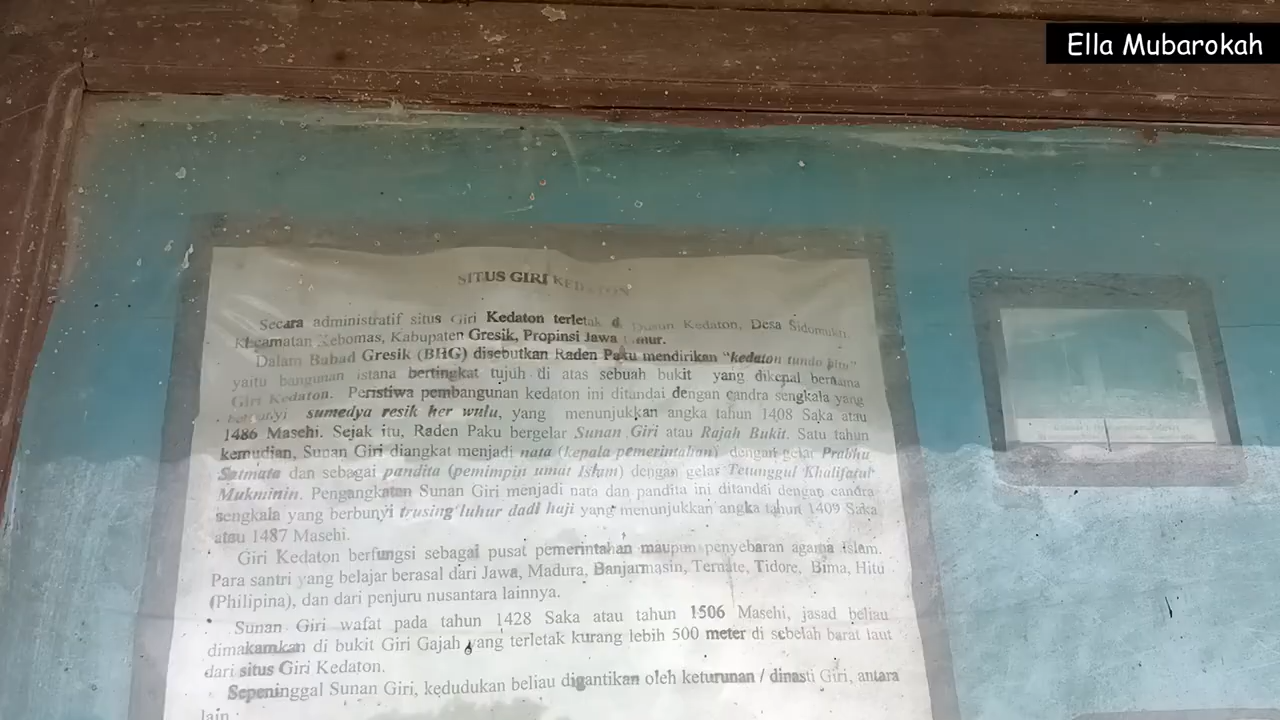 Ella Mubarokah
SITUS GIRI KEDATON
Secara administratif situs Giri Kedaton terletak di Dusun Kedaton, Desa Sidomukti,
Kecamatan Kebomas, Kabupaten Gresik, Propinsi Jawa Timur.
Dalam Babad Gresik (BHG) disebutkan Raden Paku mendirikan "kedaton tundo pitu"
yaitu bangunan istana bertingkat tujuh di atas sebuah bukit yang dikenal bernama
Giri Kedaton. Peristiwa pembangunan kedaton ini ditandai dengan candra sengkala yang
sumedya resik her wulu, yang menunjukkan angka tahun 1408 Saka atau
1486 Masehi. Sejak itu, Raden Paku bergelar Sunan Giri atau Rajah Bukit. Satu tahun
kemudian, Sunan Giri diangkat menjadi nata (kepala pemerintahan) dengan gelar Prabhu
Satmata dan sebagai pandita (pemimpin umat Islam) dengan gelar Tetunggul Khalifatul
Mukminin. Pengangkatan Sunan Giri menjadi nata dan pandita ini ditandai dengan candra
sengkala yang berbunyi trusing luhur dadi haji yang menunjukkan angka tahun 1409 Saka
atau 1487 Masehi.
Giri Kedaton berfungsi sebagai pusat pemerintahan maupun penyebaran agama islam.
Para santri yang belajar berasal dari Jawa, Madura, Banjarmasin, Ternate, Tidore, Bima, Hitu
(Philipina), dan dari penjuru nusantara lainnya.
Sunan Giri wafat pada tahun 1428 Saka atau tahun 1506 Masehi, jasad beliau
dimakamkan di bukit Giri Gajah yang terletak kurang lebih 500 meter di sebelah barat laut
dari situs Giri Kedaton.
Sepeninggal Sunan Giri, kedudukan beliau digantikan oleh keturunan / dinasti Giri, antara
lain :